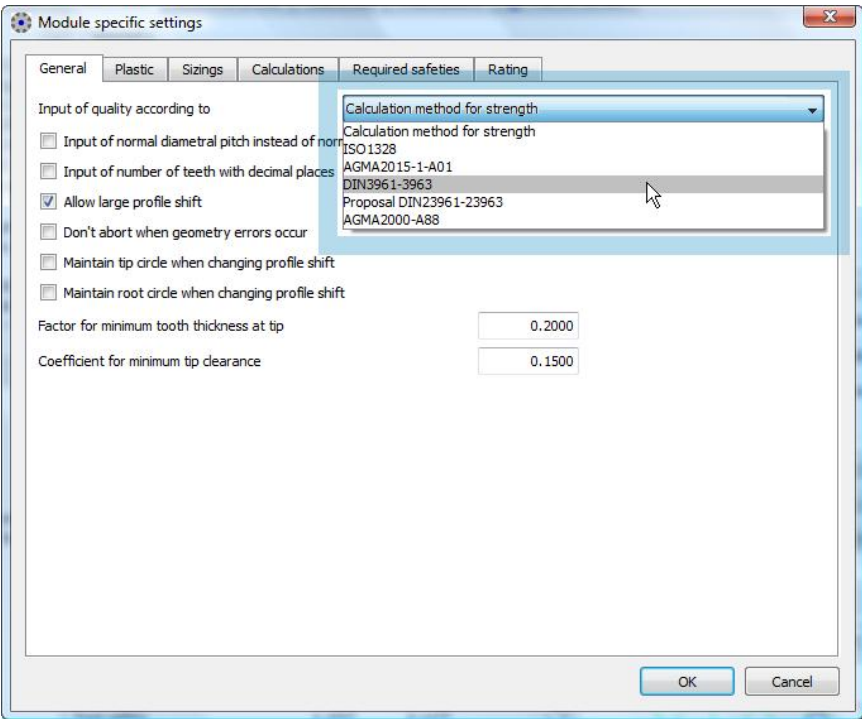 Module specific settings
General Plastic Sizings Calculations Required safeties Rating
Input of quality according to Calculation method for strength
Calculation method for strength
Input of normal diametral pitch instead of nor
ISO1328
AGMA2015-1-A01
Input of number of teeth with decimal places
DIN3961-3963
Allow large profile shift
Proposal DIN23961-23963
AGMA2000-A88
Don't abort when geometry errors occur
Maintain tip circle when changing profile shift
Maintain root circle when changing profile shift
Factor for minimum tooth thickness at tip 0.2000
Coefficient for minimum tip clearance 0.1500
OK Cancel